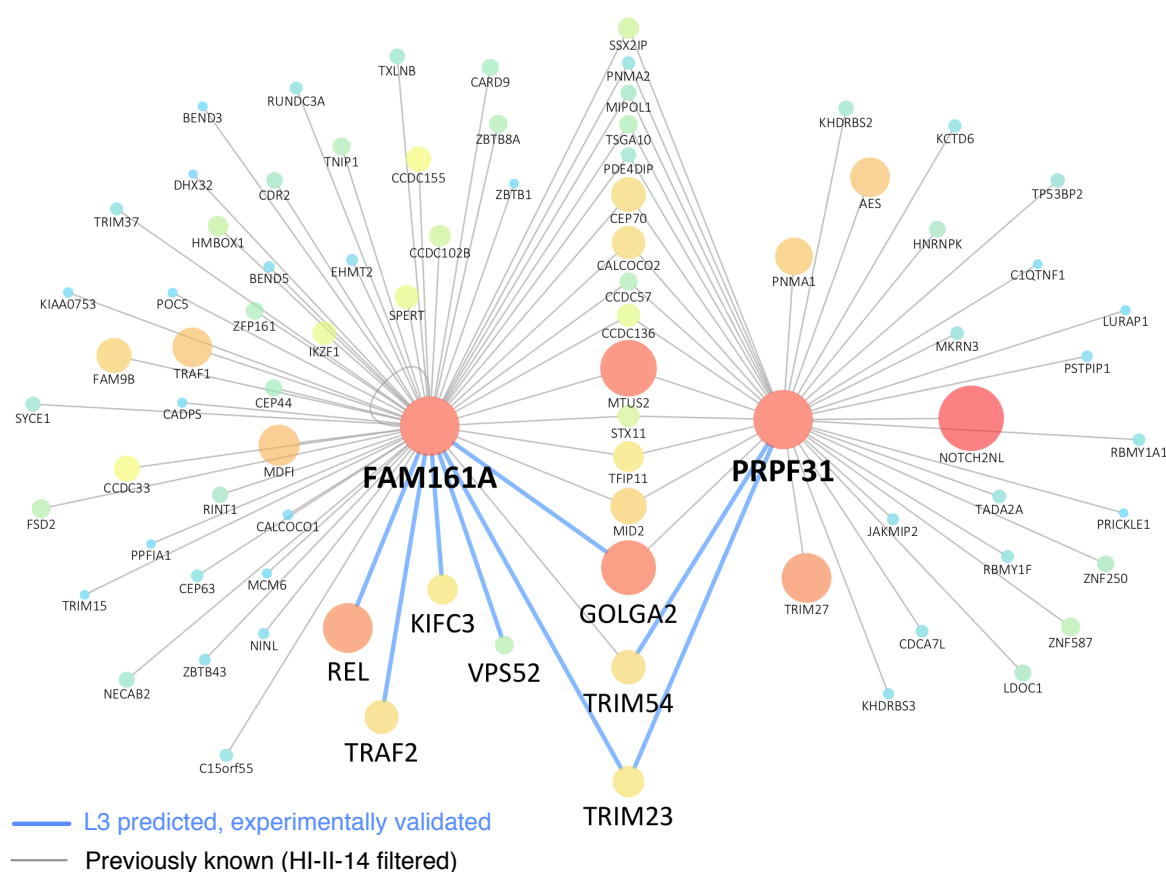 SSX2IP
TXLNB
PNMA2
CARD9
RUNDC3A
MIPOL1
BEND3
KHDRBS2
ZBTB8A
TSGA10
KCTD6
TNIP1
PDE4DIP
CCDC155
DHX32
CDR2
ZBTB1
TP53BP2
AES
CEP70
TRIM37
HMBOX1
HNRNPK
CCDC102B
CALCOCO2
EHMT2
C1QTNF1
BEND5
PNMA1
CCDC57
KIAA0753
POC5
SPERT
LURAP1
ZFP161
CCDC136
MKRN3
IKZF1
PSTPIP1
TRAF1
FAM9B
CEP44
MTUS2
CADPS
SYCE1
STX11
RBMY1A1
NOTCH2NL
MDFI
FAM161A
PRPF31
TFIP11
CCDC33
RINT1
TADA2A
FSD2
CALCOCO1
PRICKLE1
MID2
JAKMIP2
PPFIA1
RBMY1F
ZNF250
CEP63
MCM6
TRIM15
TRIM27
GOLGA2
KIFC3
ZNF587
NINL
CDCA7L
REL
VPS52
ZBTB43
LDOC1
NECAB2
TRIM54
KHDRBS3
TRAF2
C15orf55
TRIM23
L3 predicted, experimentally validated
Previously known (HI-II-14 filtered)